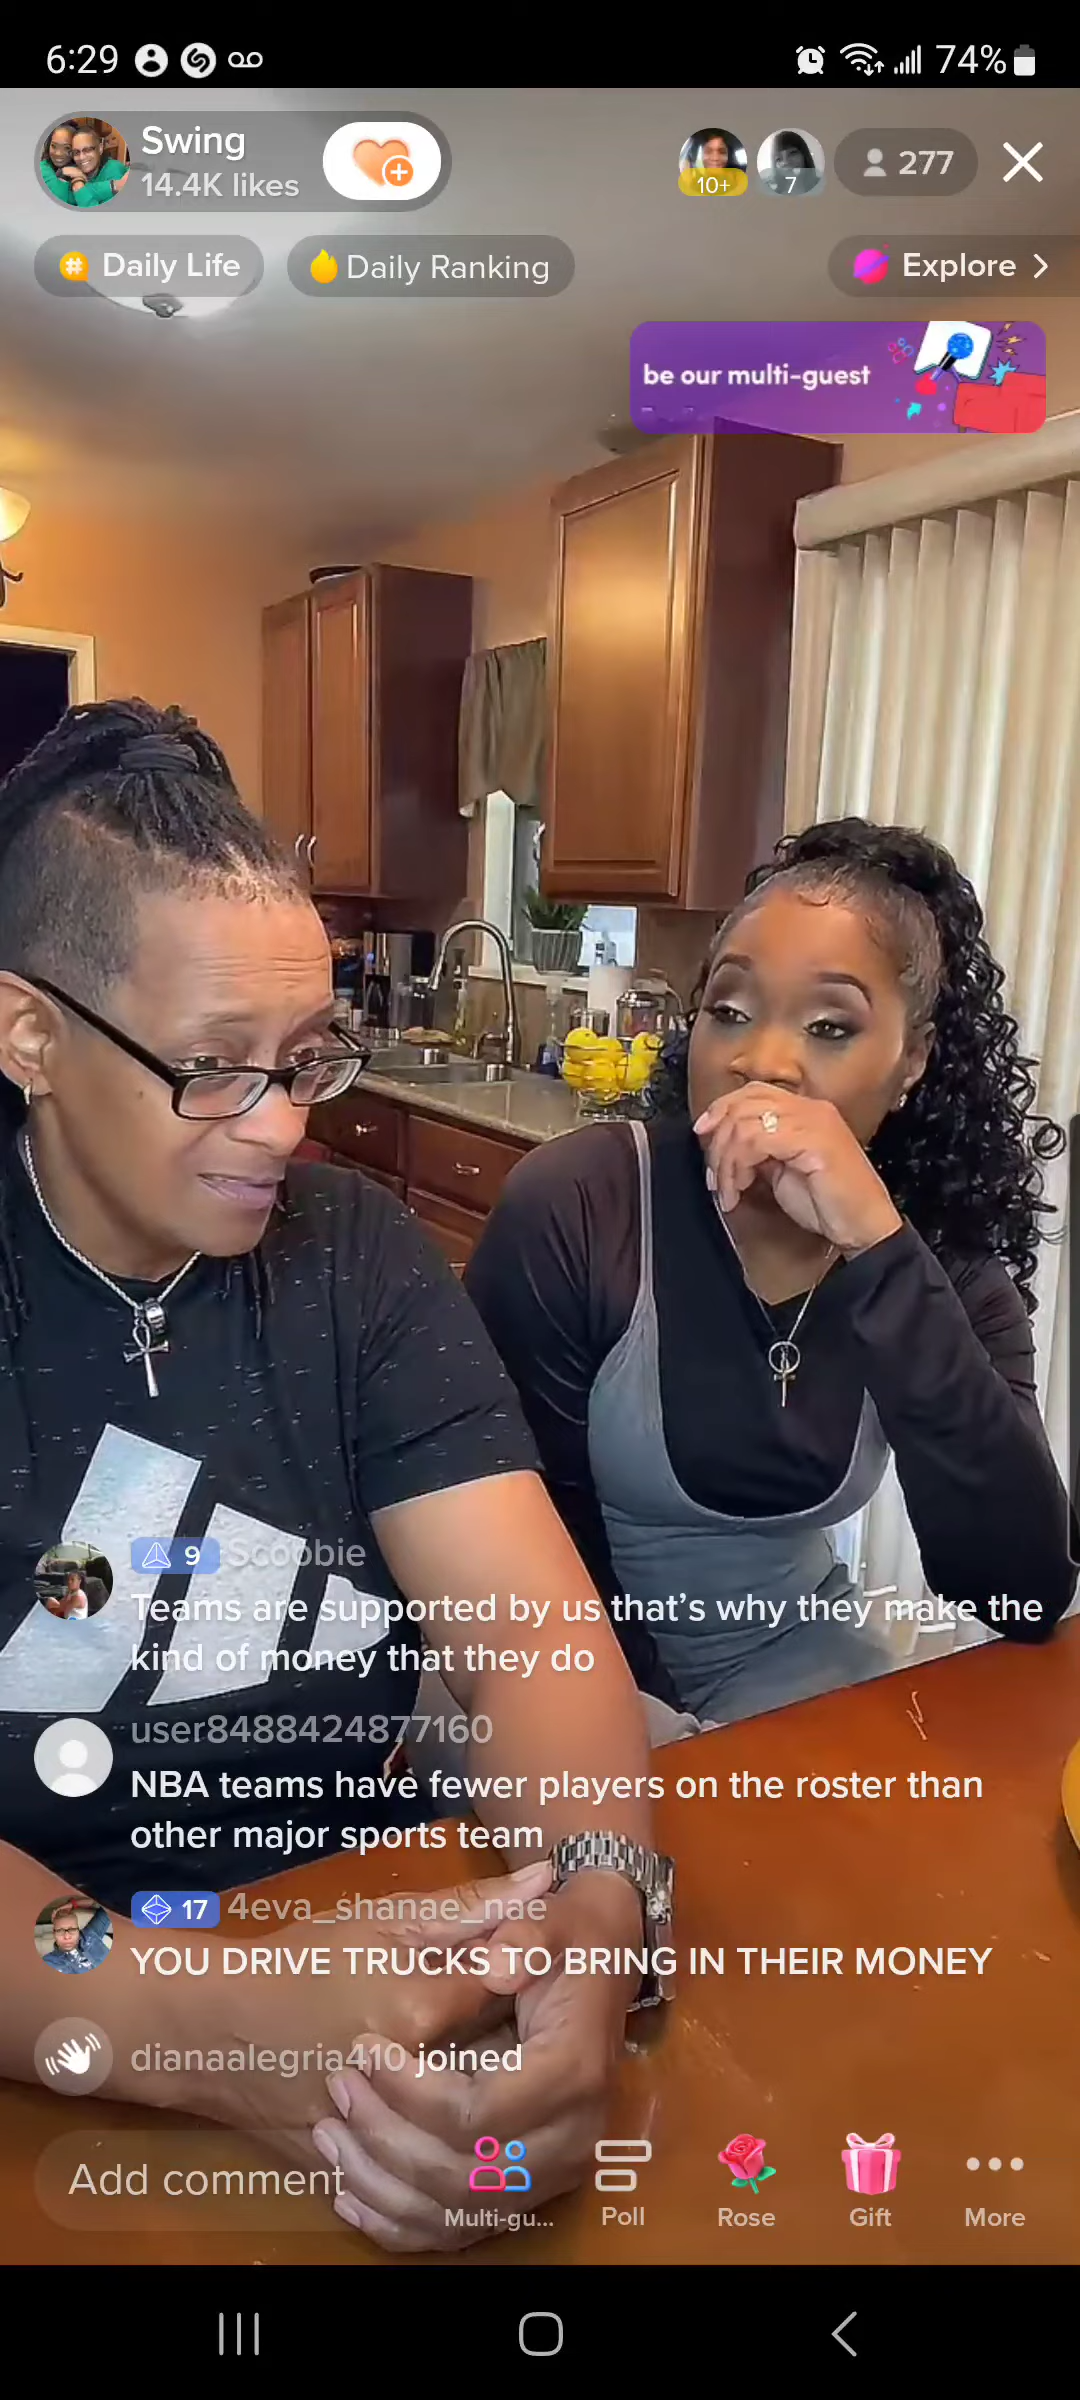 6:29
74%
Swing
14.4K likes
10+
7
277
Daily Life
Daily Ranking
Explore >
be our multi-guest
9 Scoobie
Teams are supported by us that's why they make the
kind of money that they do
user8488424877160
NBA teams have fewer players on the roster than
other major sports team
17 4eva_shanae_nae
YOU DRIVE TRUCKS TO BRING IN THEIR MONEY
dianaalegria410 joined
Add comment
Multi-gu...
Poll
Rose
Gift
More